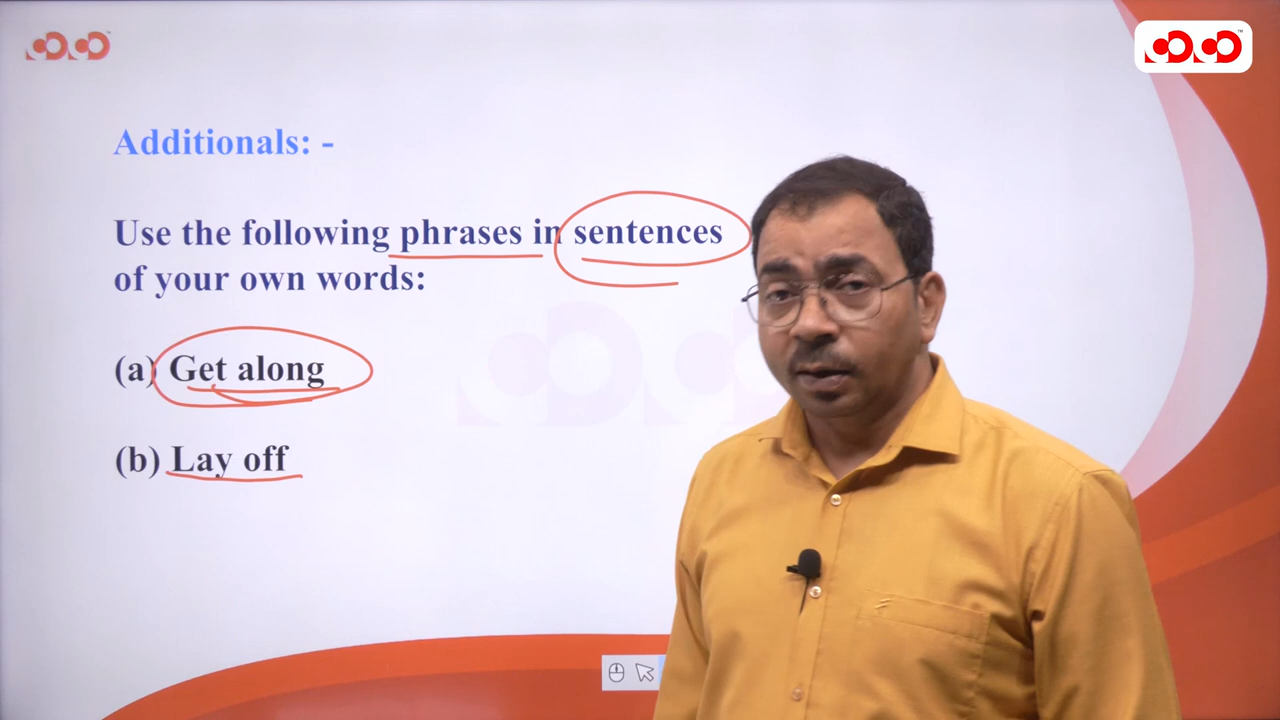 Additionals: -
Use the following phrases in sentences
of your own words:
(a) Get along
(b) Lay off